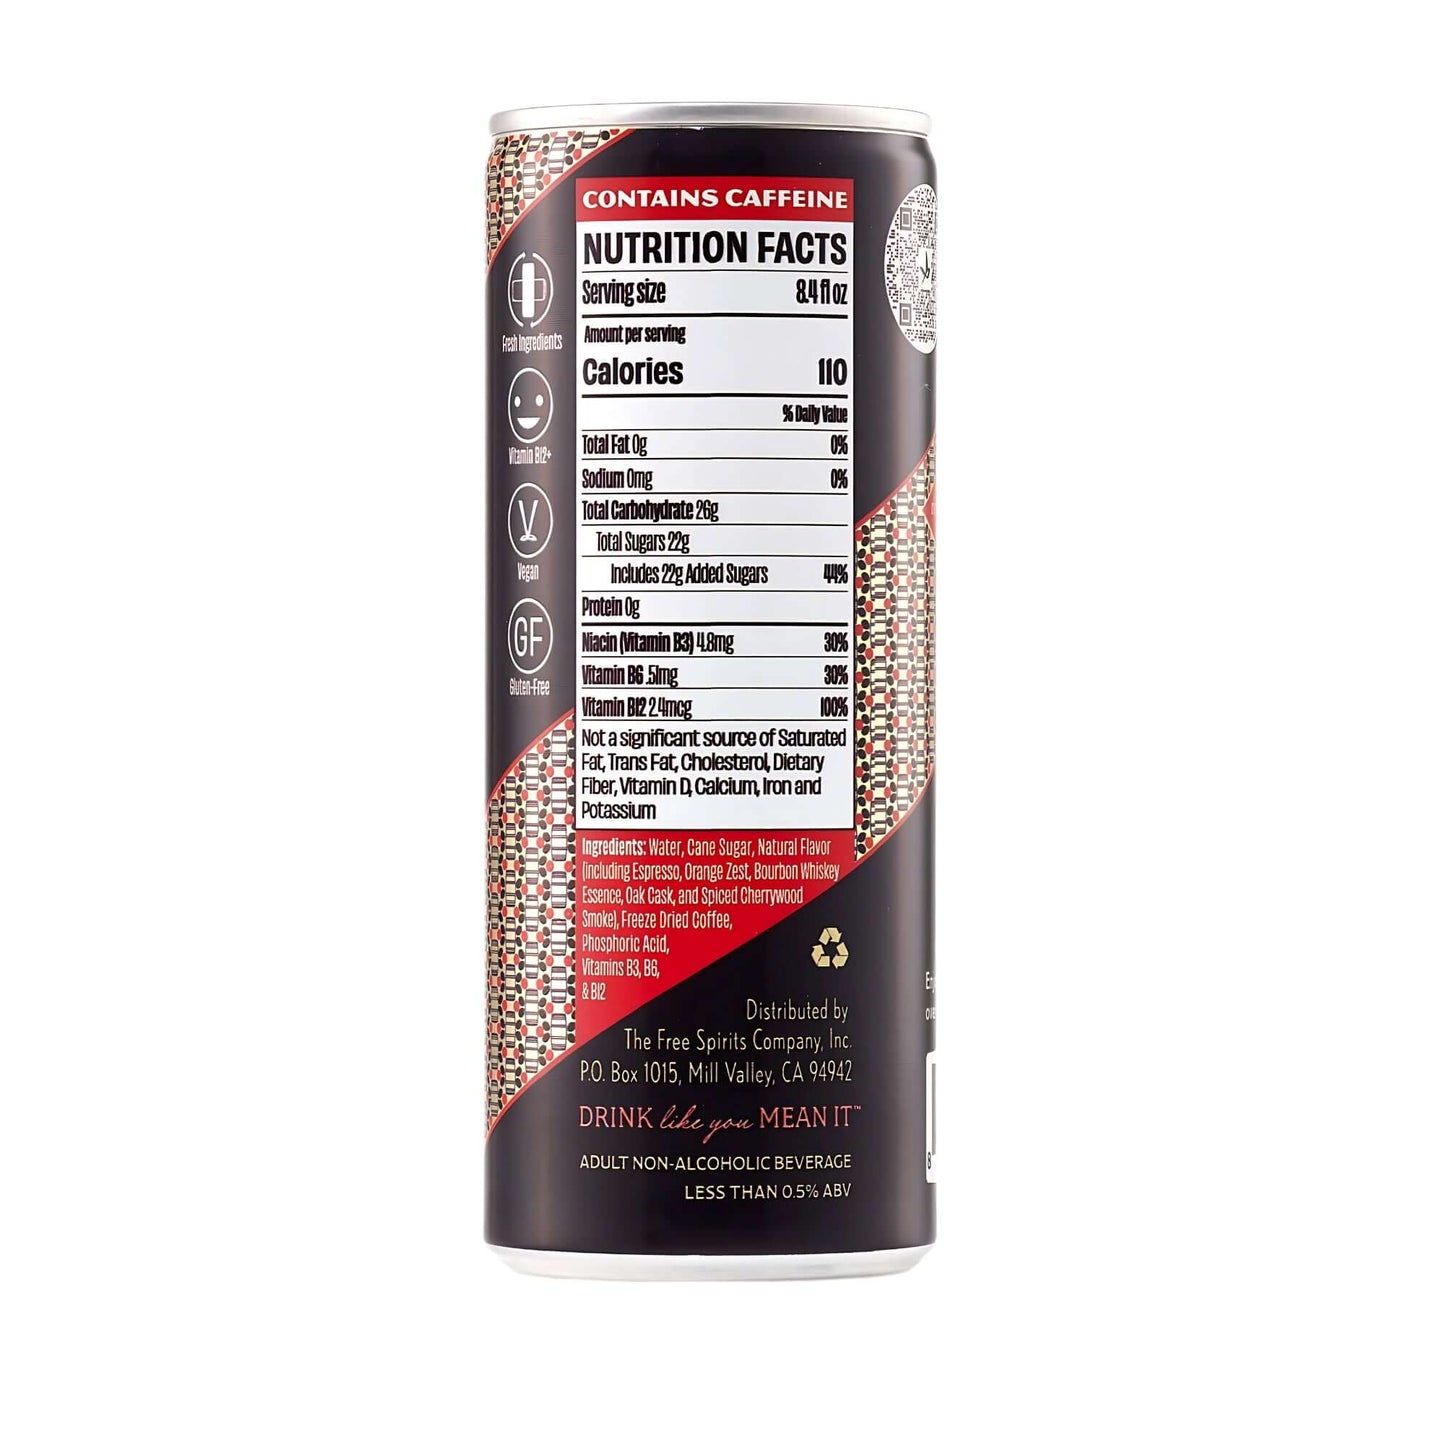 CONTAINS CAFFEINE
NUTRITION FACTS
Serving size 8.4 fl oz
Amount per serving
Calories 110
% Daily Value
Total Fat 0g 0%
Sodium 0mg 0%
Total Carbohydrate 26g
Total Sugars 22g
Includes 22g Added Sugars 44%
Protein 0g
Niacin (Vitamin B3) 4.8mg 30%
Vitamin B6 .51mg 30%
Vitamin B12 2.4mcg 100%
Not a significant source of Saturated
Fat, Trans Fat, Cholesterol, Dietary
Fiber, Vitamin D, Calcium, Iron and
Potassium
Ingredients: Water, Cane Sugar, Natural Flavor
(including Espresso, Orange Zest, Bourbon Whiskey
Essence, Oak Cask, and Spiced Cherrywood
Smoke), Freeze Dried Coffee,
Phosphoric Acid,
Vitamins B3, B6,
& B12
Fresh Ingredients
Vitamin B12+
V
Vegan
GF
Gluten-Free
Distributed by
The Free Spirits Company, Inc.
P.O. Box 1015, Mill Valley, CA 94942
DRINK like you MEAN IT™
ADULT NON-ALCOHOLIC BEVERAGE
LESS THAN 0.5% ABV
8